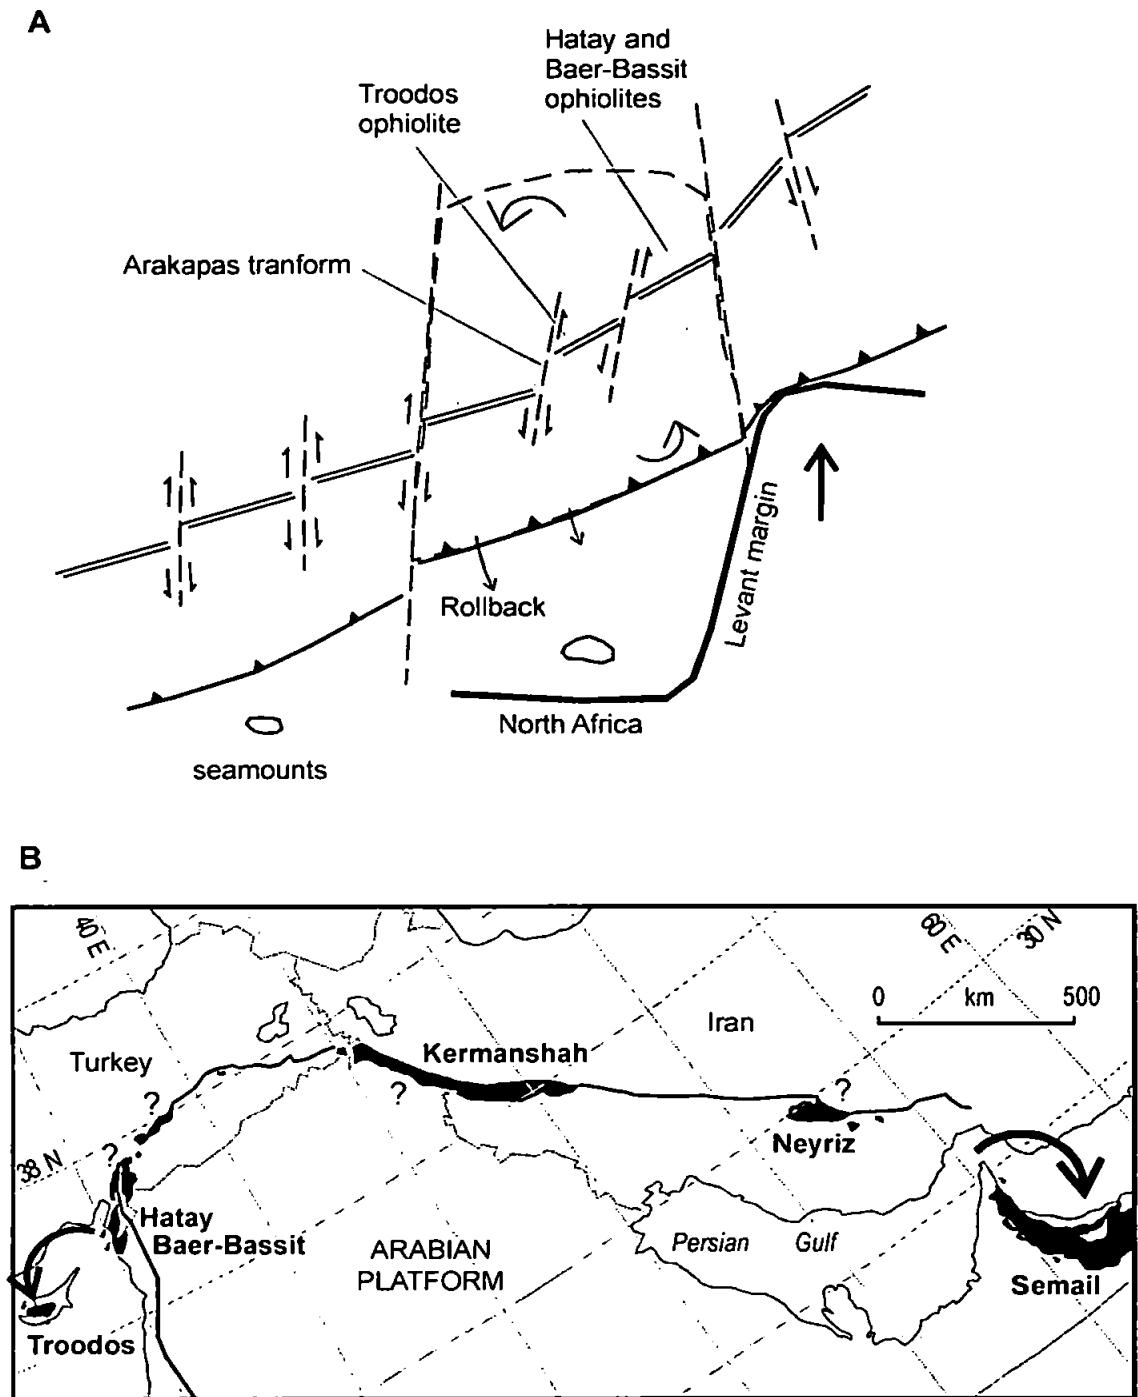 A
Hatay and
Baer-Bassit
ophiolites
Troodos
ophiolite
Arakapas tranform
Rollback
Levant margin
North Africa
seamounts
B
40 E
60 E
30 N
0 km 500
Iran
Turkey
Kermanshah
?
?
?
Neyriz
?
38 N
Hatay
Baer-Bassit
ARABIAN
PLATFORM
Persian Gulf
Semail
Troodos